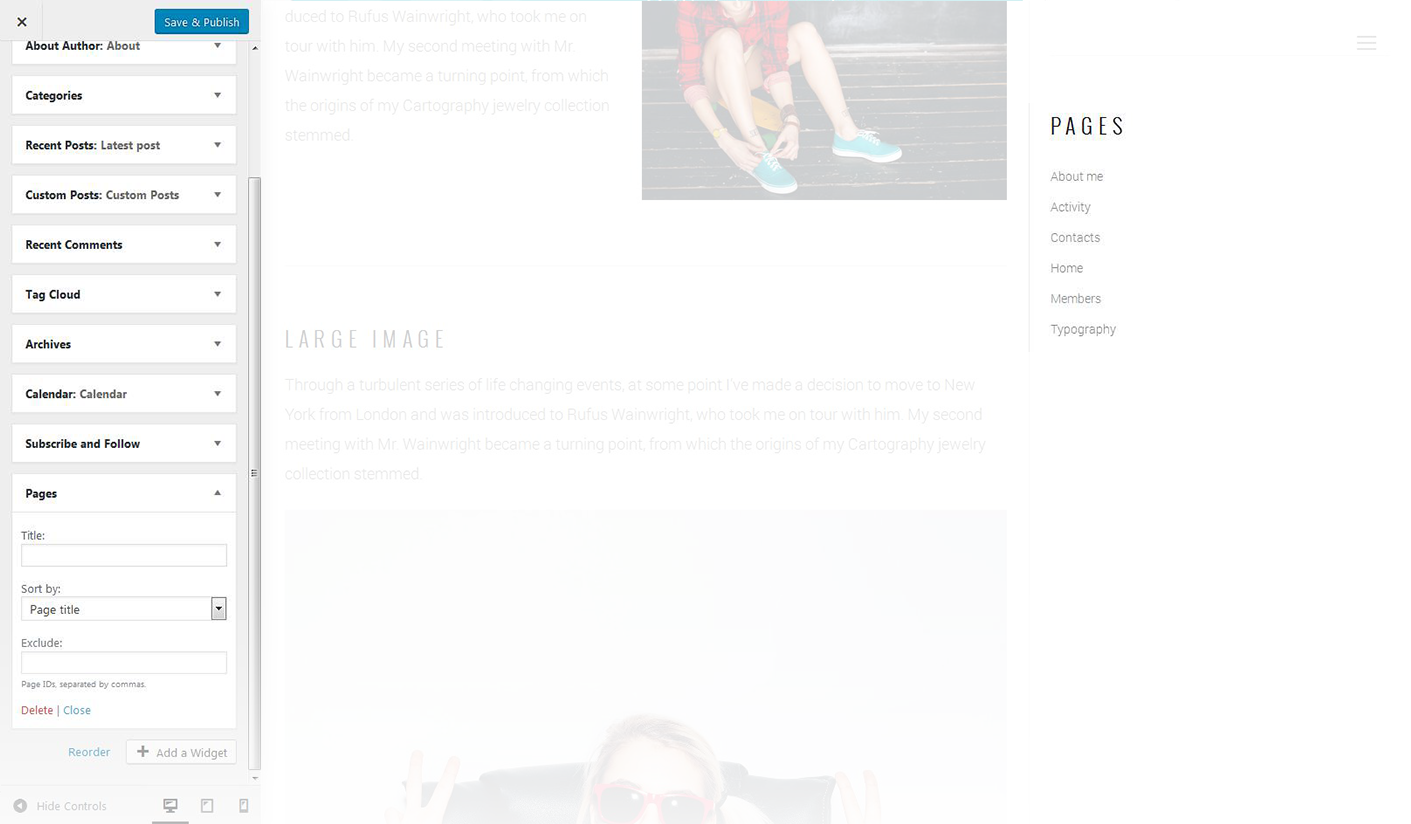 Save & Publish
About Author: About
Categories
Recent Posts: Latest post
Custom Posts: Custom Posts
Recent Comments
Tag Cloud
Archives
Calendar: Calendar
Subscribe and Follow
Pages
Title:
Sort by:
Page title
Exclude:
Page IDs, separated by commas.
Delete | Close
Reorder
Add a Widget
Hide Controls
duced to Rufus Wainwright, who took me on
tour with him. My second meeting with Mr.
Wainwright became a turning point, from which
the origins of my Cartography jewelry collection
stemmed.
LARGE IMAGE
Through a turbulent series of life changing events, at some point I've made a decision to move to New
York from London and was introduced to Rufus Wainwright, who took me on tour with him. My second
meeting with Mr. Wainwright became a turning point, from which the origins of my Cartography jewelry
collection stemmed.
PAGES
About me
Activity
Contacts
Home
Members
Typography